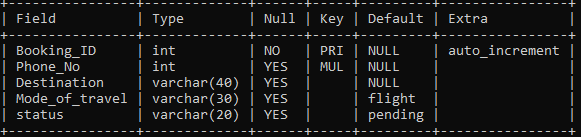 +----------------+-------------+------+-----+---------+----------------+
| Field          | Type        | Null | Key | Default | Extra          |
+----------------+-------------+------+-----+---------+----------------+
| Booking_ID     | int         | NO   | PRI | NULL    | auto_increment |
| Phone_No       | int         | YES  | MUL | NULL    |                |
| Destination    | varchar(40) | YES  |     | NULL    |                |
| Mode_of_travel | varchar(30) | YES  |     | flight  |                |
| status         | varchar(20) | YES  |     | pending |                |
+----------------+-------------+------+-----+---------+----------------+